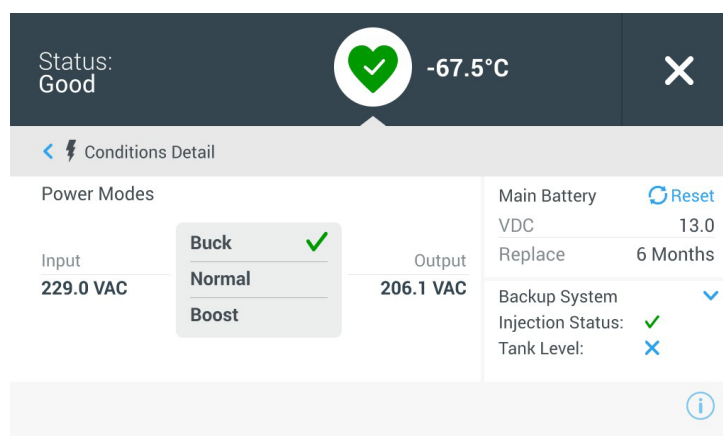 Status:
Good
-67.5°C
Conditions Detail
Power Modes
Input
229.0 VAC
Buck
Normal
Boost
Output
206.1 VAC
Main Battery
Reset
VDC
13.0
Replace
6 Months
Backup System
Injection Status:
Tank Level:
i